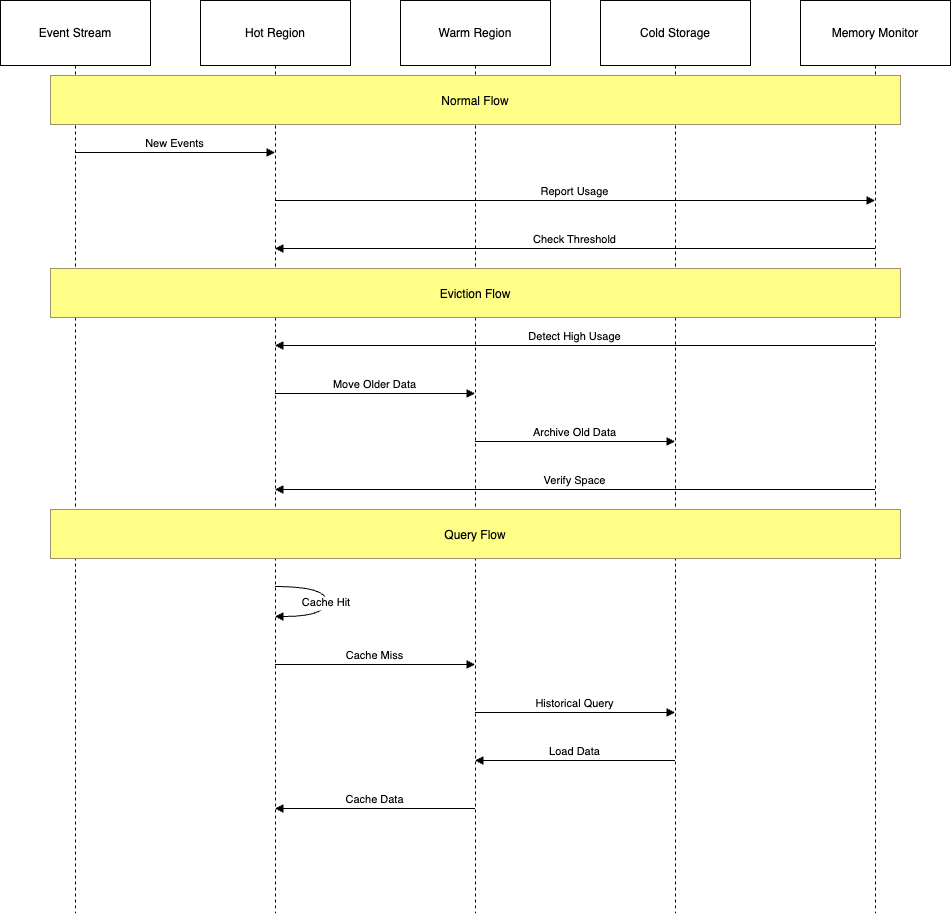 Event Stream
Hot Region
Warm Region
Cold Storage
Memory Monitor
Normal Flow
New Events
Report Usage
Check Threshold
Eviction Flow
Detect High Usage
Move Older Data
Archive Old Data
Verify Space
Query Flow
Cache Hit
Cache Miss
Historical Query
Load Data
Cache Data